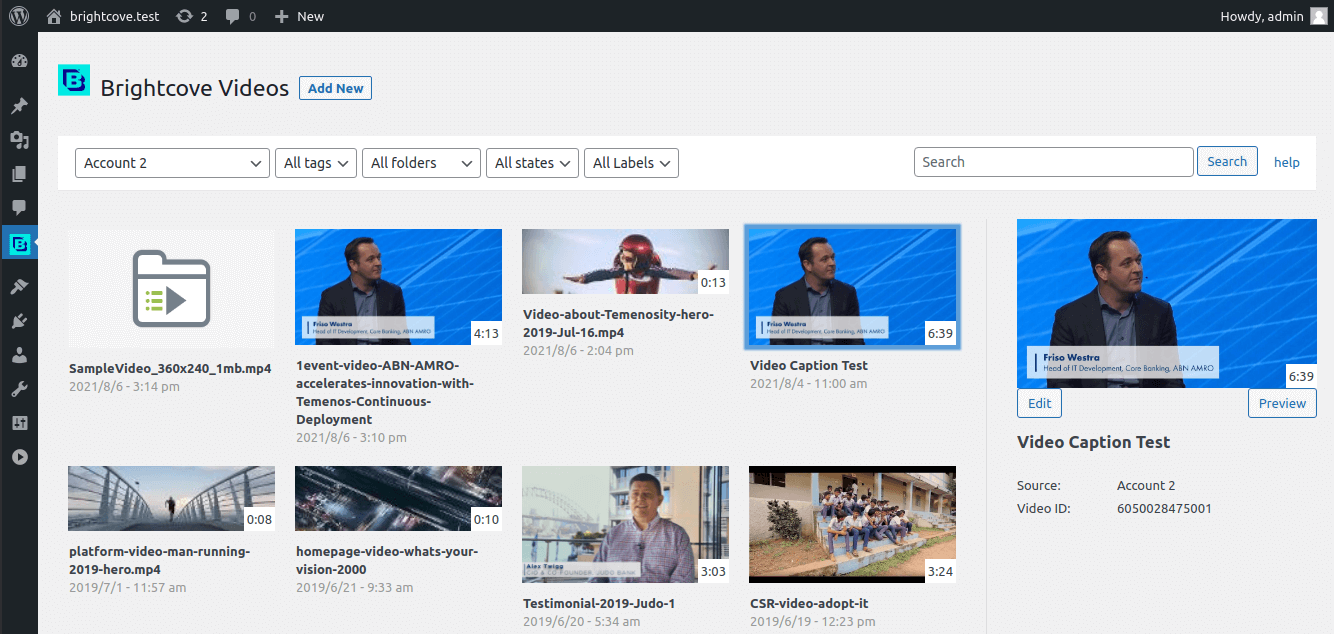 brightcove.test
2
0
New
Howdy, admin
Brightcove Videos
Add New
Account 2
All tags
All folders
All states
All Labels
Search
Search
help
SampleVideo_360x240_1mb.mp4
2021/8/6 - 3:14 pm
Friso Westra
Head of IT Development, Core Banking, ABN AMRO
4:13
1event-video-ABN-AMRO-
accelerates-innovation-with-
Temenos-Continuous-
Deployment
2021/8/6 - 3:10 pm
0:13
Video-about-Temenosity-hero-
2019-Jul-16.mp4
2021/8/6 - 2:04 pm
Friso Westra
Head of IT Development, Core Banking, ABN AMRO
6:39
Video Caption Test
2021/8/4 - 11:00 am
0:08
platform-video-man-running-
2019-hero.mp4
2019/7/1 - 11:57 am
0:10
homepage-video-whats-your-
vision-2000
2019/6/21 - 9:33 am
Alex Twigg
CIO & CO FOUNDER, JUDO BANK
3:03
Testimonial-2019-Judo-1
2019/6/20 - 5:34 am
3:24
CSR-video-adopt-it
2019/6/19 - 12:23 pm
Friso Westra
Head of IT Development, Core Banking, ABN AMRO
6:39
Edit
Preview
Video Caption Test
Source: Account 2
Video ID: 6050028475001